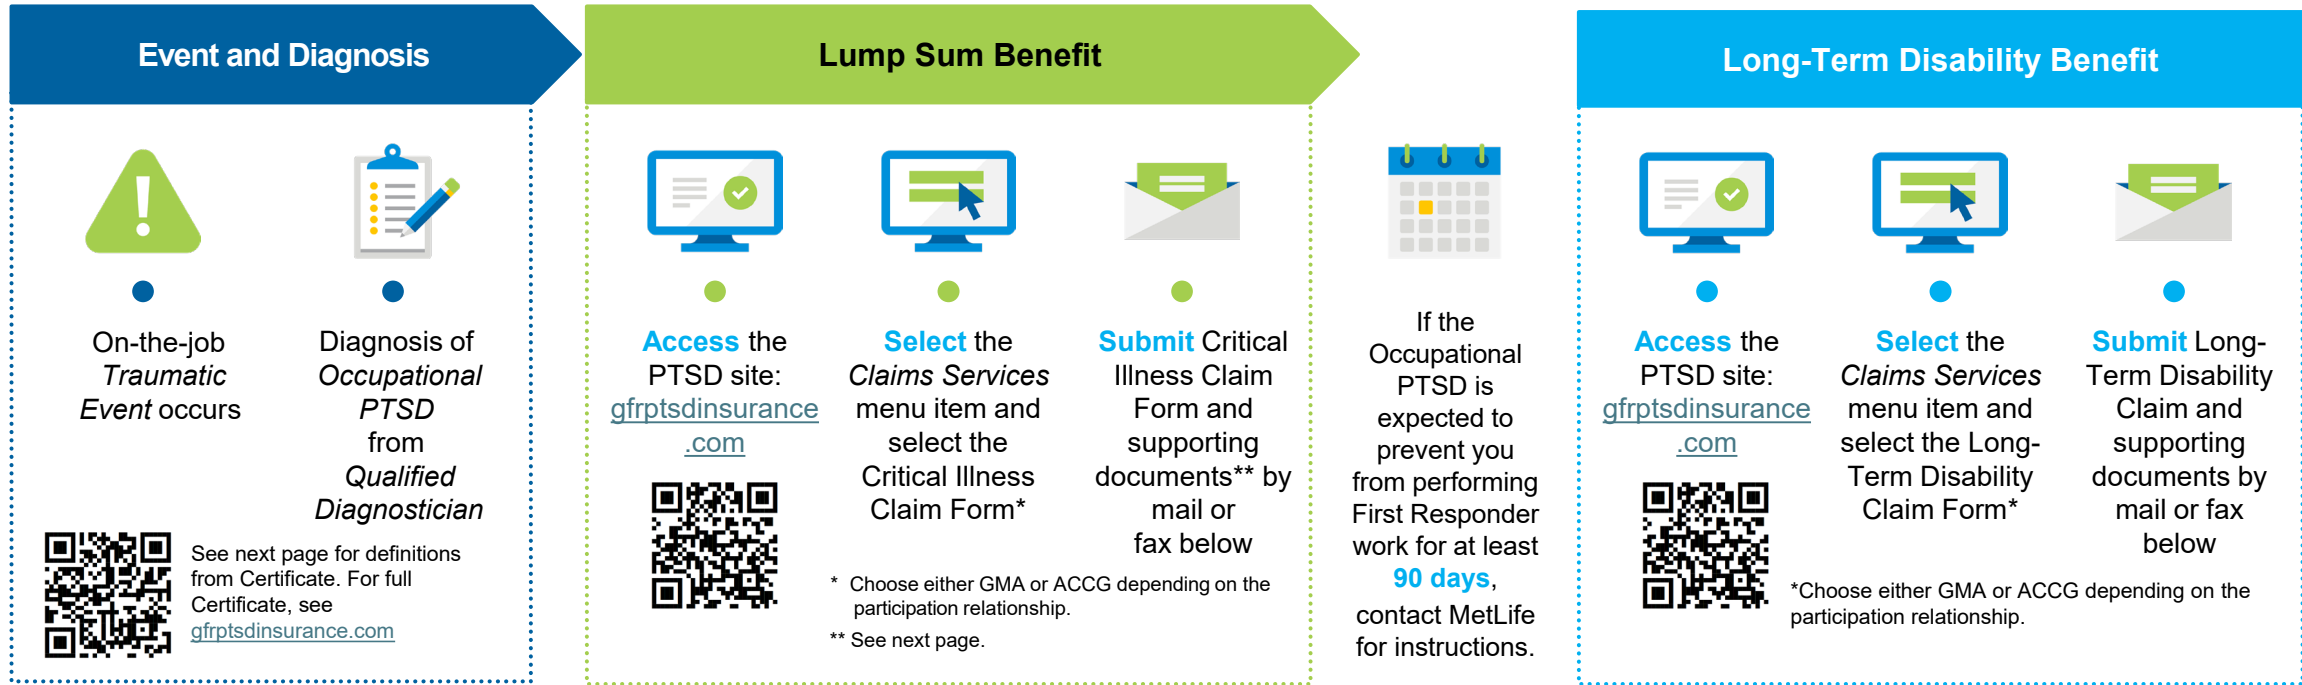 Event and Diagnosis
On-the-job
Traumatic
Event occurs
Diagnosis of
Occupational
PTSD
from
Qualified
Diagnostician
See next page for definitions
from Certificate. For full
Certificate, see
gfrptsdinsurance.com
Lump Sum Benefit
Access the
PTSD site:
gfrptsdinsurance
.com
Select the
Claims Services
menu item and
select the
Critical Illness
Claim Form*
Submit Critical
Illness Claim
Form and
supporting
documents** by
mail or
fax below
* Choose either GMA or ACCG depending on the
participation relationship.
** See next page.
If the
Occupational
PTSD is
expected to
prevent you
from performing
First Responder
work for at least
90 days,
contact MetLife
for instructions.
Long-Term Disability Benefit
Access the
PTSD site:
gfrptsdinsurance
.com
Select the
Claims Services
menu item and
select the Long-
Term Disability
Claim Form*
Submit Long-
Term Disability
Claim and
supporting
documents by
mail or fax
below
*Choose either GMA or ACCG depending on the
participation relationship.